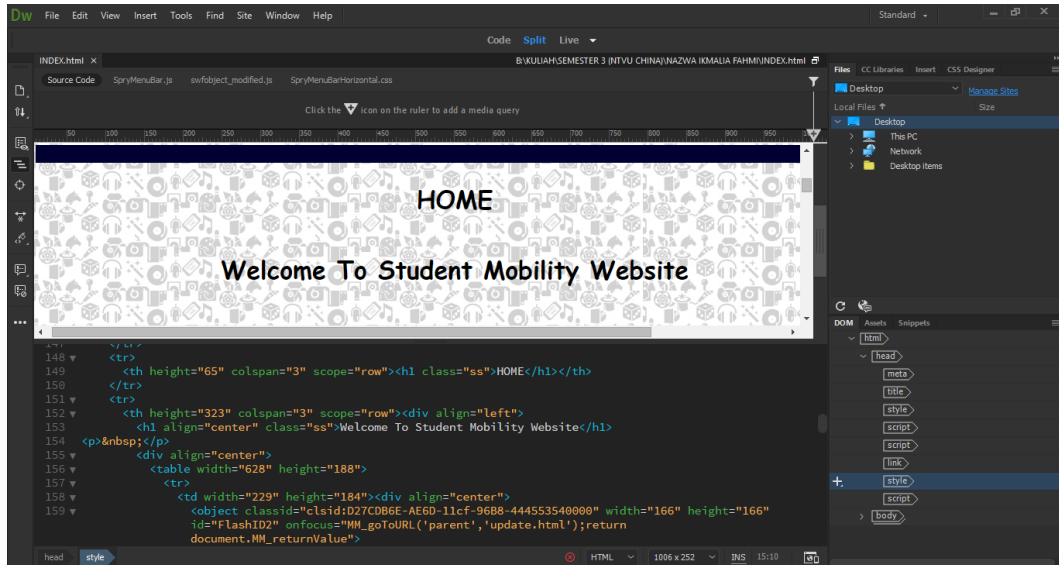 Dw File Edit View Insert Tools Find Site Window Help Standard
Code Split Live
INDEX.html × B:\KULIAH\SEMESTER 3 (NTVU CHINA)\NAZWA IKMALIA FAHMI\INDEX.html
Source Code SpryMenuBar.js swfobject_modified.js SpryMenuBarHorizontal.css
Click the icon on the ruler to add a media query
50 100 150 200 250 300 350 400 450 500 550 600 650 700 750 800 850 900 950
HOME
Welcome To Student Mobility Website
147 </tr>
148 <tr>
149 <th height="65" colspan="3" scope="row"><h1 class="ss">HOME</h1></th>
150 </tr>
151 <tr>
152 <th height="323" colspan="3" scope="row"><div align="left">
153 <h1 align="center" class="ss">Welcome To Student Mobility Website</h1>
154 <p>&nbsp;</p>
155 <div align="center">
156 <table width="628" height="188">
157 <tr>
158 <td width="229" height="184"><div align="center">
159 <object classid="clsid:D27CDB6E-AE6D-11cf-96B8-444553540000" width="166" height="166"
id="FlashID2" onfocus="MM_goToURL('parent','update.html');return
document.MM_returnValue">
head style HTML 1006 x 252 INS 15:10
Files CC Libraries Insert CSS Designer
Desktop Manage Sites
Local Files Size
Desktop
This PC
Network
Desktop items
DOM Assets Snippets
html
head
meta
title
style
script
script
link
style
script
body